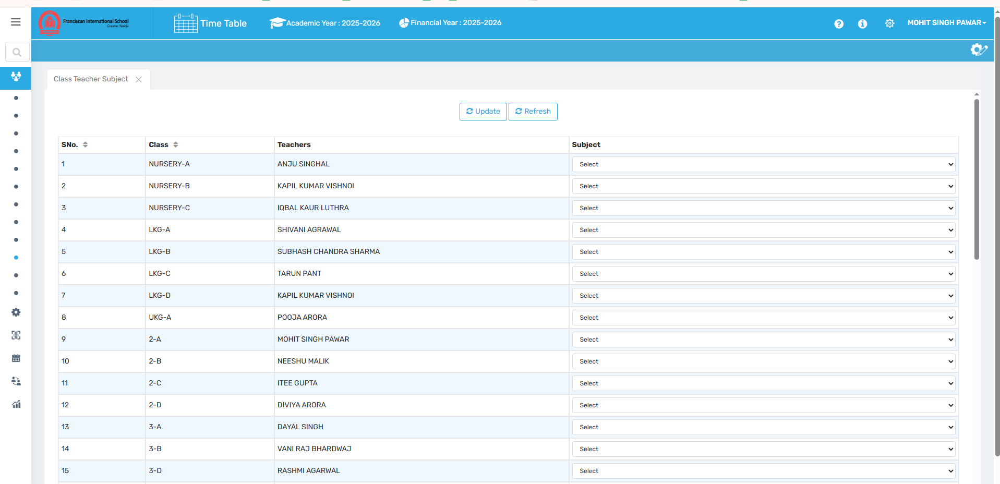 Franciscan International School
Greater Noida
Time Table
Academic Year : 2025-2026
Financial Year : 2025-2026
MOHIT SINGH PAWAR
Class Teacher Subject
Update Refresh
SNo. Class Teachers Subject
1 NURSERY-A ANJU SINGHAL Select
2 NURSERY-B KAPIL KUMAR VISHNOI Select
3 NURSERY-C IQBAL KAUR LUTHRA Select
4 LKG-A SHIVANI AGRAWAL Select
5 LKG-B SUBHASH CHANDRA SHARMA Select
6 LKG-C TARUN PANT Select
7 LKG-D KAPIL KUMAR VISHNOI Select
8 UKG-A POOJA ARORA Select
9 2-A MOHIT SINGH PAWAR Select
10 2-B NEESHU MALIK Select
11 2-C ITEE GUPTA Select
12 2-D DIVIYA ARORA Select
13 3-A DAYAL SINGH Select
14 3-B VANI RAJ BHARDWAJ Select
15 3-D RASHMI AGARWAL Select